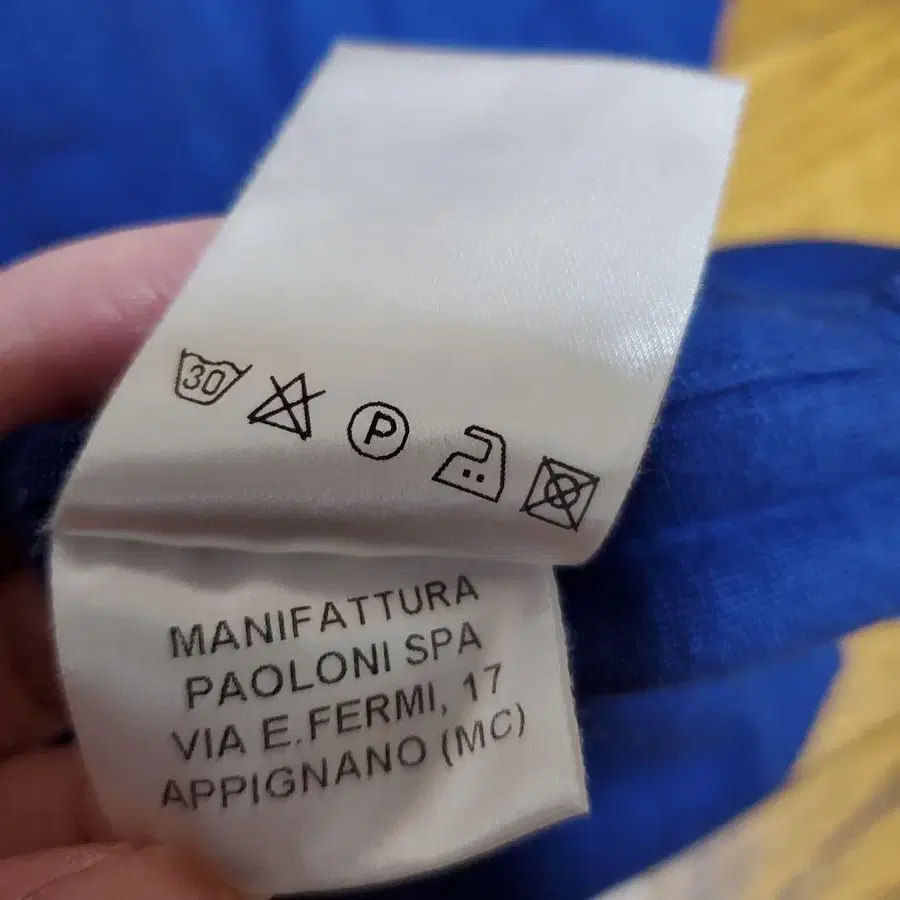 30 P
MANIFATTURA
PAOLONI SPA
VIA E.FERMI, 17
APPIGNANO (MC)